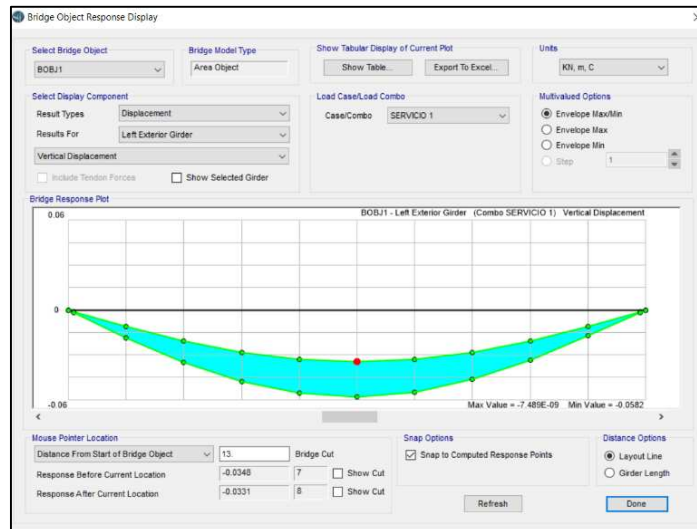 Bridge Object Response Display
Select Bridge Object
BOBJ1
Bridge Model Type
Area Object
Show Tabular Display of Current Plot
Show Table...
Export To Excel...
Units
KN, m, C
Select Display Component
Result Types
Displacement
Results For
Left Exterior Girder
Vertical Displacement
Include Tendon Forces
Show Selected Girder
Load Case/Load Combo
Case/Combo
SERVICIO 1
Multivalued Options
Envelope Max/Min
Envelope Max
Envelope Min
Step
1
Bridge Response Plot
0.06
BOBJ1 - Left Exterior Girder (Combo SERVICIO 1) Vertical Displacement
0
-0.06
Max Value = -7.489E-09 Min Value = -0.0582
Mouse Pointer Location
Distance From Start of Bridge Object
13.
Bridge Cut
Response Before Current Location
-0.0348
7
Show Cut
Response After Current Location
-0.0331
8
Show Cut
Snap Options
Snap to Computed Response Points
Distance Options
Layout Line
Girder Length
Refresh
Done